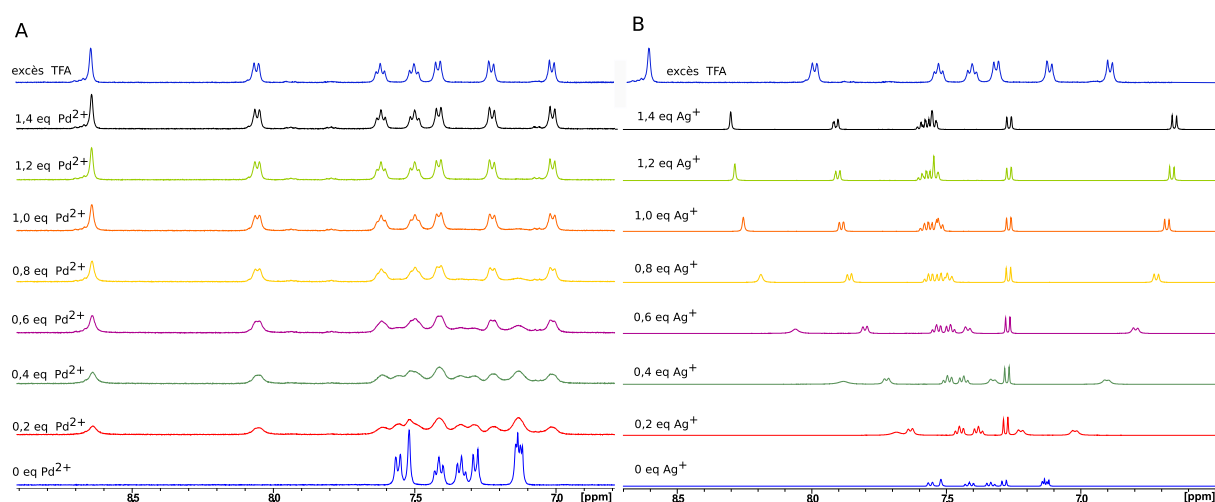 A
excès TFA
1,4 eq Pd2+
1,2 eq Pd2+
1,0 eq Pd2+
0,8 eq Pd2+
0,6 eq Pd2+
0,4 eq Pd2+
0,2 eq Pd2+
0 eq Pd2+
8.5 8.0 7.5 7.0 [ppm]
B
excès TFA
1,4 eq Ag+
1,2 eq Ag+
1,0 eq Ag+
0,8 eq Ag+
0,6 eq Ag+
0,4 eq Ag+
0,2 eq Ag+
0 eq Ag+
8.5 8.0 7.5 7.0 [ppm]